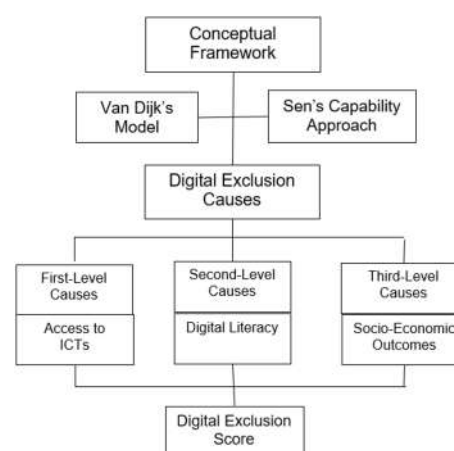 Conceptual
Framework
Van Dijk's
Model
Sen's Capability
Approach
Digital Exclusion
Causes
First-Level
Causes
Access to
ICTs
Second-Level
Causes
Digital Literacy
Third-Level
Causes
Socio-Economic
Outcomes
Digital Exclusion
Score